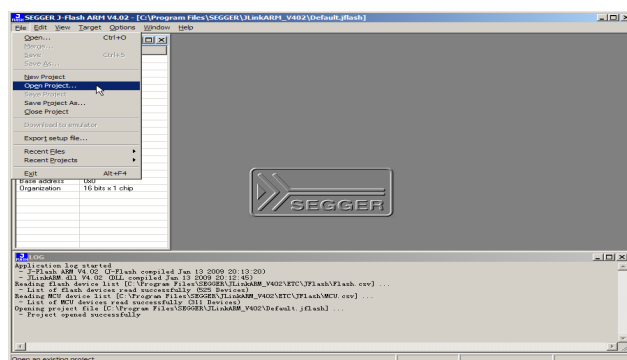 SEGGER J-Flash ARM V4.02 - [C:\Program Files\SEGGER\JLinkARM_V402\Default.jflash]
File Edit View Target Options Window Help
Open... Ctrl+O
Merge...
Save Ctrl+S
Save As...
New Project
Open Project...
Save Project
Save Project As...
Close Project
Download to emulator
Export setup file...
Recent Files
Recent Projects
Exit Alt+F4
Base address 0x0
Organization 16 bits x 1 chip
SEGGER
LOG
Application log started
- J-Flash ARM V4.02 (J-Flash compiled Jan 13 2009 20:13:20)
- JLinkARM.dll V4.02 (DLL compiled Jan 13 2009 20:12:45)
Reading flash device list [C:\Program Files\SEGGER\JLinkARM_V402\ETC\JFlash\Flash.csv] ...
- List of flash devices read successfully (525 Devices)
Reading MCU device list [C:\Program Files\SEGGER\JLinkARM_V402\ETC\JFlash\MCU.csv] ...
- List of MCU devices read successfully (311 Devices)
Opening project file [C:\Program Files\SEGGER\JLinkARM_V402\Default.jflash] ...
- Project opened successfully
Open an existing project